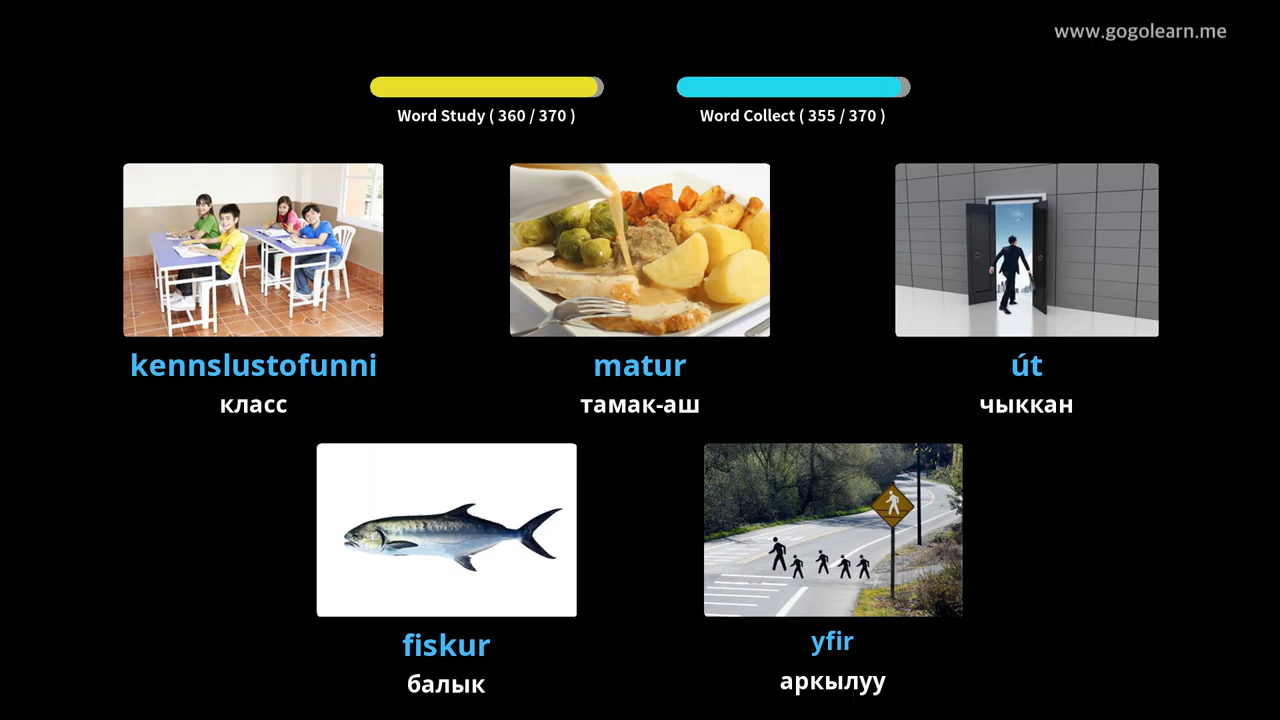 www.gogolearn.me
Word Study ( 360 / 370 )
Word Collect ( 355 / 370 )
kennslustofunni
класс
matur
тамак-аш
út
чыккан
fiskur
балык
yfir
аркылуу